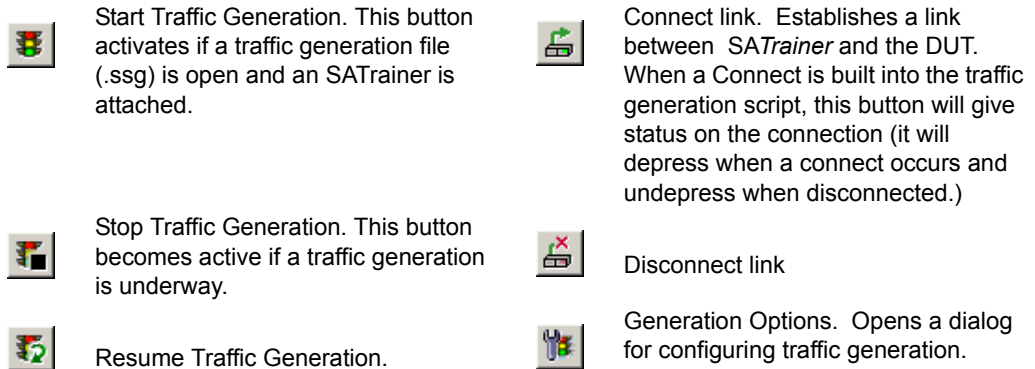 Start Traffic Generation. This button
activates if a traffic generation file
(.ssg) is open and an SATrainer is
attached.
Connect link.  Establishes a link
between  SATrainer and the DUT.
When a Connect is built into the traffic
generation script, this button will give
status on the connection (it will
depress when a connect occurs and
undepress when disconnected.)
Stop Traffic Generation. This button
becomes active if a traffic generation
is underway.
Disconnect link
Resume Traffic Generation.
Generation Options.  Opens a dialog
for configuring traffic generation.